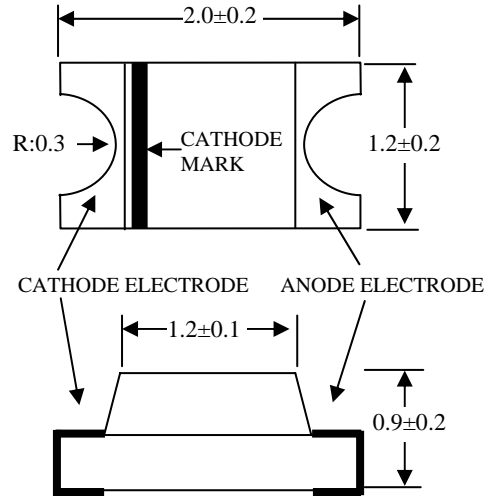 2.0±0.2
R:0.3
CATHODE
MARK
1.2±0.2
CATHODE ELECTRODE
ANODE ELECTRODE
1.2±0.1
0.9±0.2